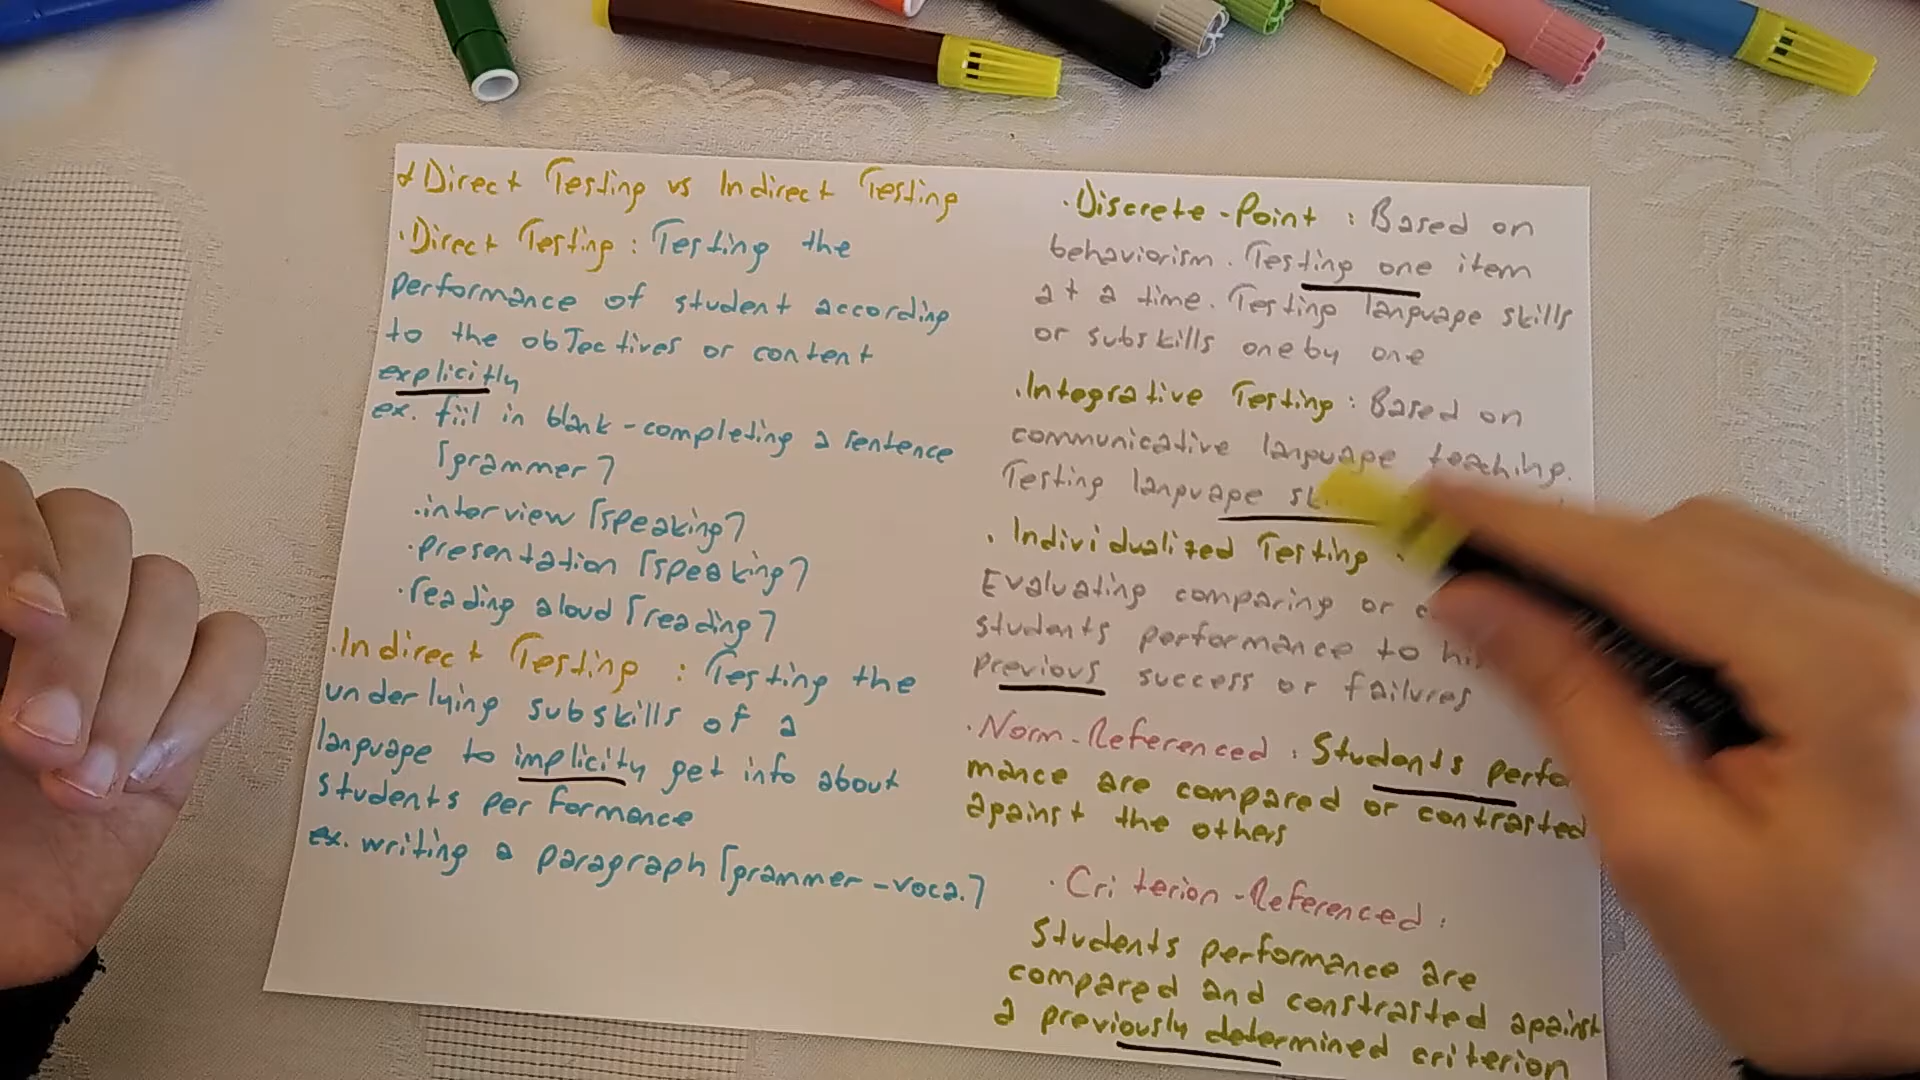 Direct Testing vs Indirect Testing
. Direct Testing : Testing the
performance of student according
to the objectives or content
explicitly
ex. fiil in blank - completing a sentence
[grammer]
. interview [speaking]
. presentation [speaking]
. reading aloud [reading]
. Indirect Testing : Testing the
underlying subskills of a
language to implicity get info about
students performance
ex. writing a paragraph [grammer - voca.]
. Discrete - Point : Based on
behaviorism. Testing one item
at a time. Testing language skills
or subskills one by one
. Integrative Testing : Based on
communicative language teaching.
Testing language
. Individualized Testing
Evaluating comparing or
students performance to
previous success or failures
. Norm - Referenced : Students perfo
mance are compared or contrasted
against the others
. Criterion - Referenced :
Students performance are
compared and constrasted against
a previously determined criterion